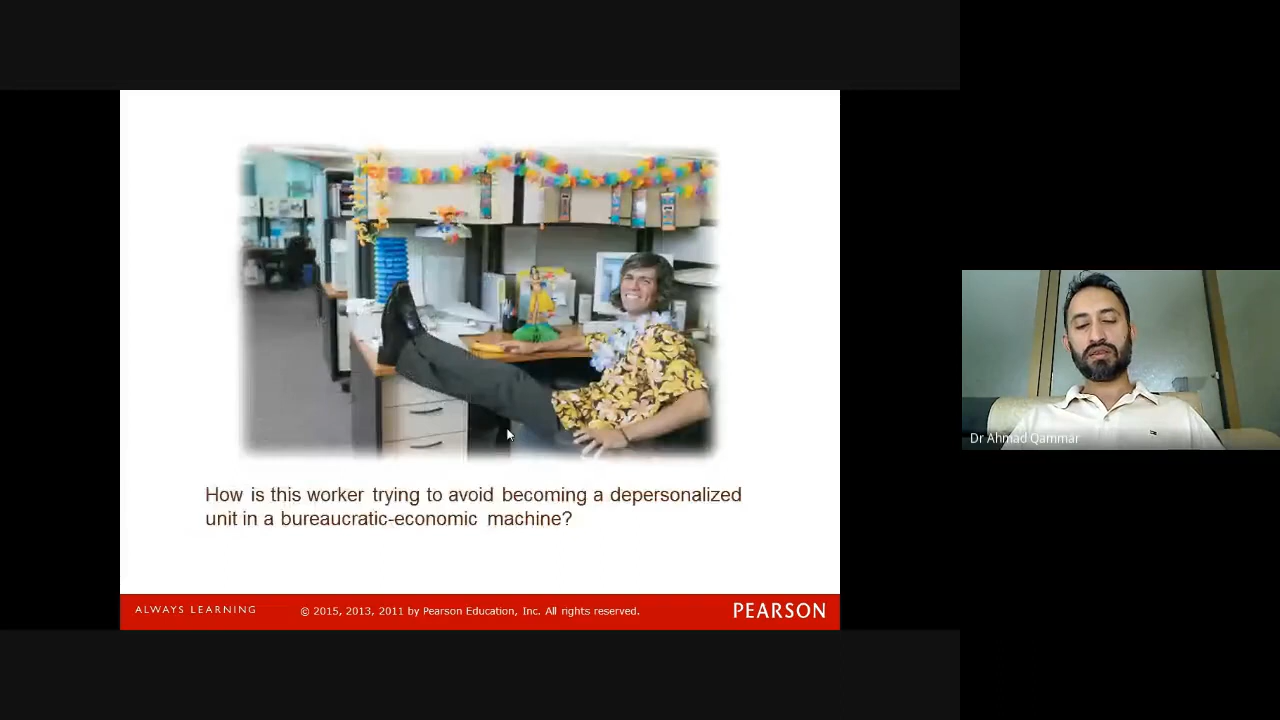 How is this worker trying to avoid becoming a depersonalized
unit in a bureaucratic-economic machine?
ALWAYS LEARNING
© 2015, 2013, 2011 by Pearson Education, Inc. All rights reserved.
PEARSON
Dr Ahmad Qammar